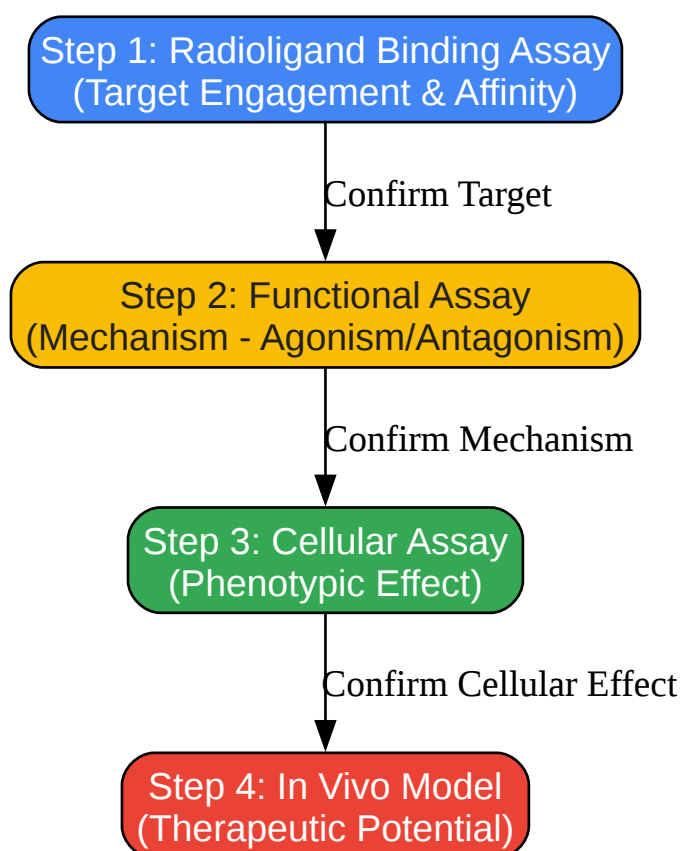 Step 1: Radioligand Binding Assay
(Target Engagement & Affinity)
Confirm Target
Step 2: Functional Assay
(Mechanism - Agonism/Antagonism)
Confirm Mechanism
Step 3: Cellular Assay
(Phenotypic Effect)
Confirm Cellular Effect
Step 4: In Vivo Model
(Therapeutic Potential)